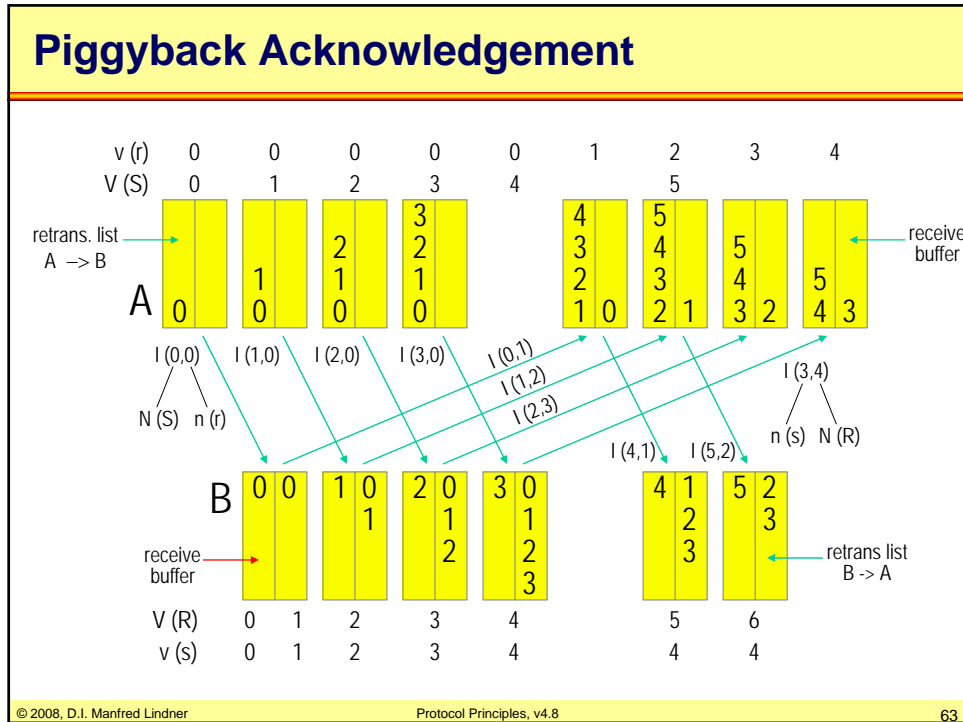 Piggyback Acknowledgement
v (r) 0 0 0 0 0 1 2 3 4
V (S) 0 1 2 3 4 5
retrans. list
A –> B
receive
buffer
A
0
1
0
2
1
0
3
2
1
0
4
3
2
1 0
5
4
3
2 1
5
4
3 2
5
4 3
I (0,0) I (1,0) I (2,0) I (3,0)
N (S) n (r)
I (0,1)
I (1,2)
I (2,3)
I (3,4)
n (s) N (R)
I (4,1) I (5,2)
B
0 0
1 0
1
2 0
1
2
3 0
1
2
3
4 1
2
3
5 2
3
receive
buffer
retrans list
B -> A
V (R) 0 1 2 3 4 5 6
v (s) 0 1 2 3 4 4 4
© 2008, D.I. Manfred Lindner Protocol Principles, v4.8 63